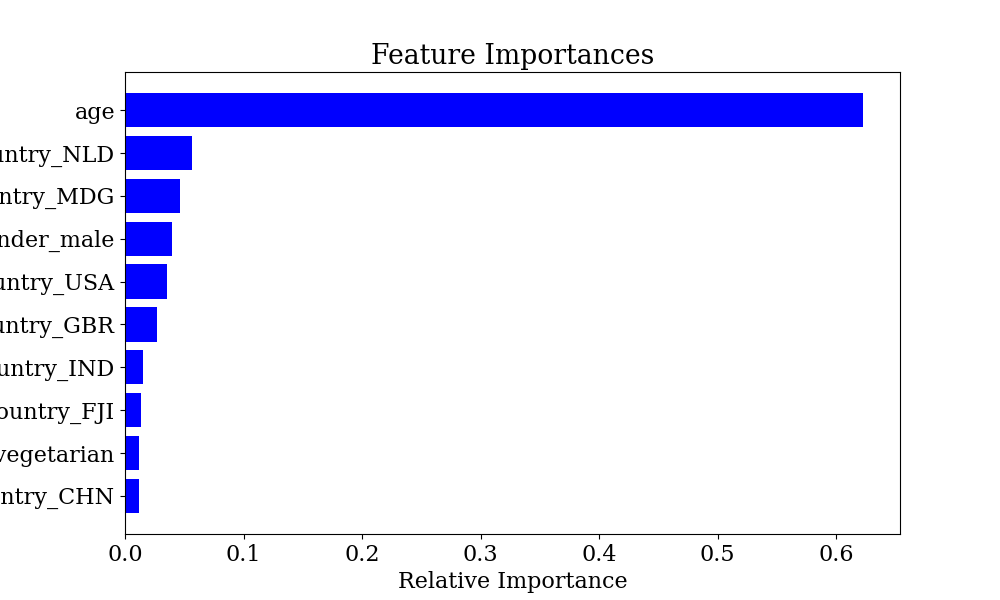 Feature Importances
age
untry_NLD
ntry_MDG
nder_male
untry_USA
untry_GBR
untry_IND
ountry_FJI
vegetarian
ntry_CHN
0.0 0.1 0.2 0.3 0.4 0.5 0.6
Relative Importance